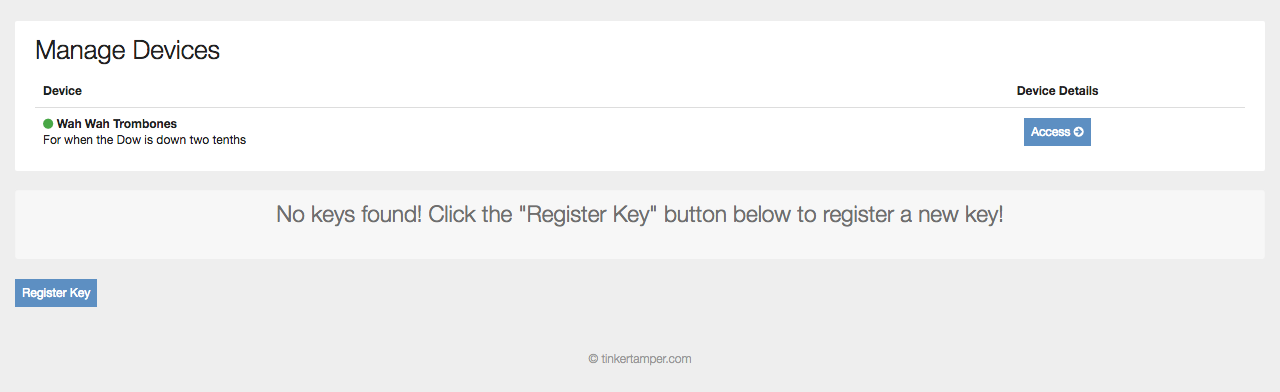 Manage Devices
Device Device Details
Wah Wah Trombones
For when the Dow is down two tenths
Access
No keys found! Click the "Register Key" button below to register a new key!
Register Key
© tinkertamper.com